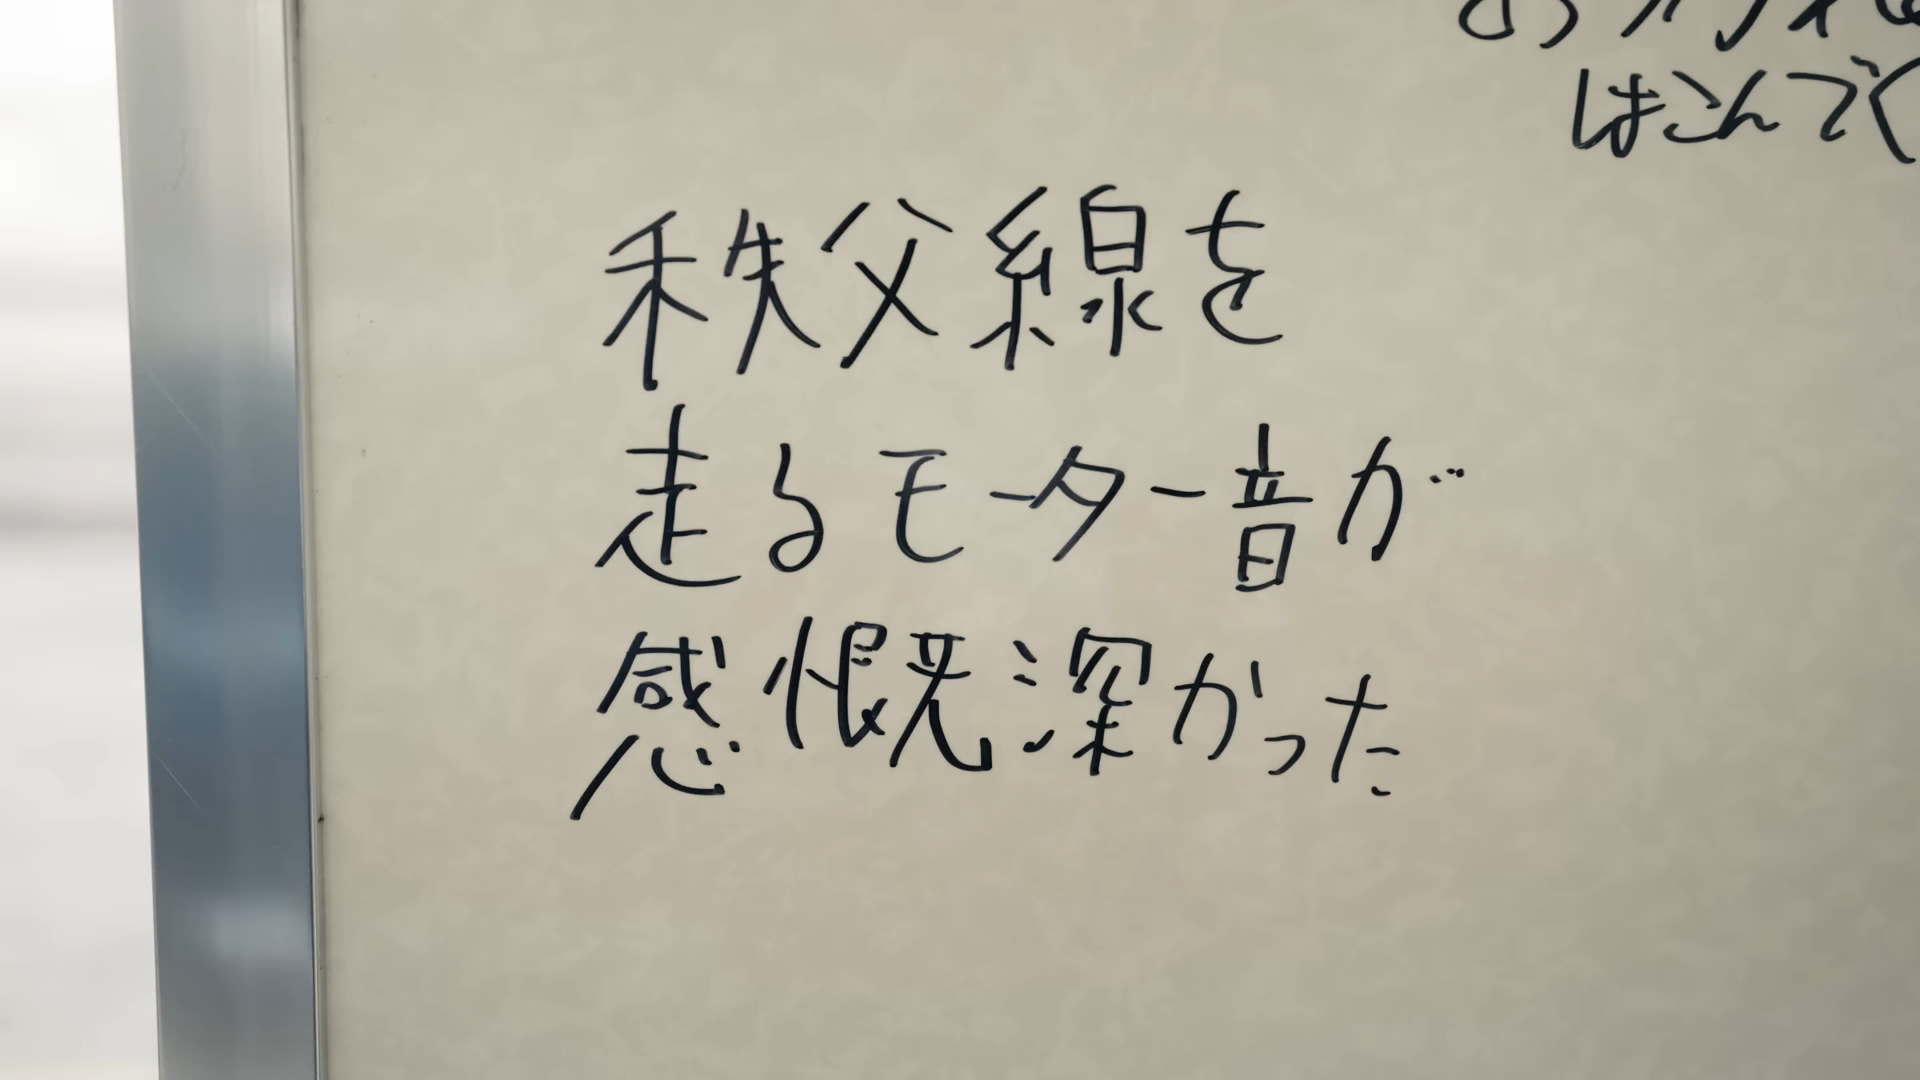 はこんで
秩父線を
走るモーター音が
感慨深かった